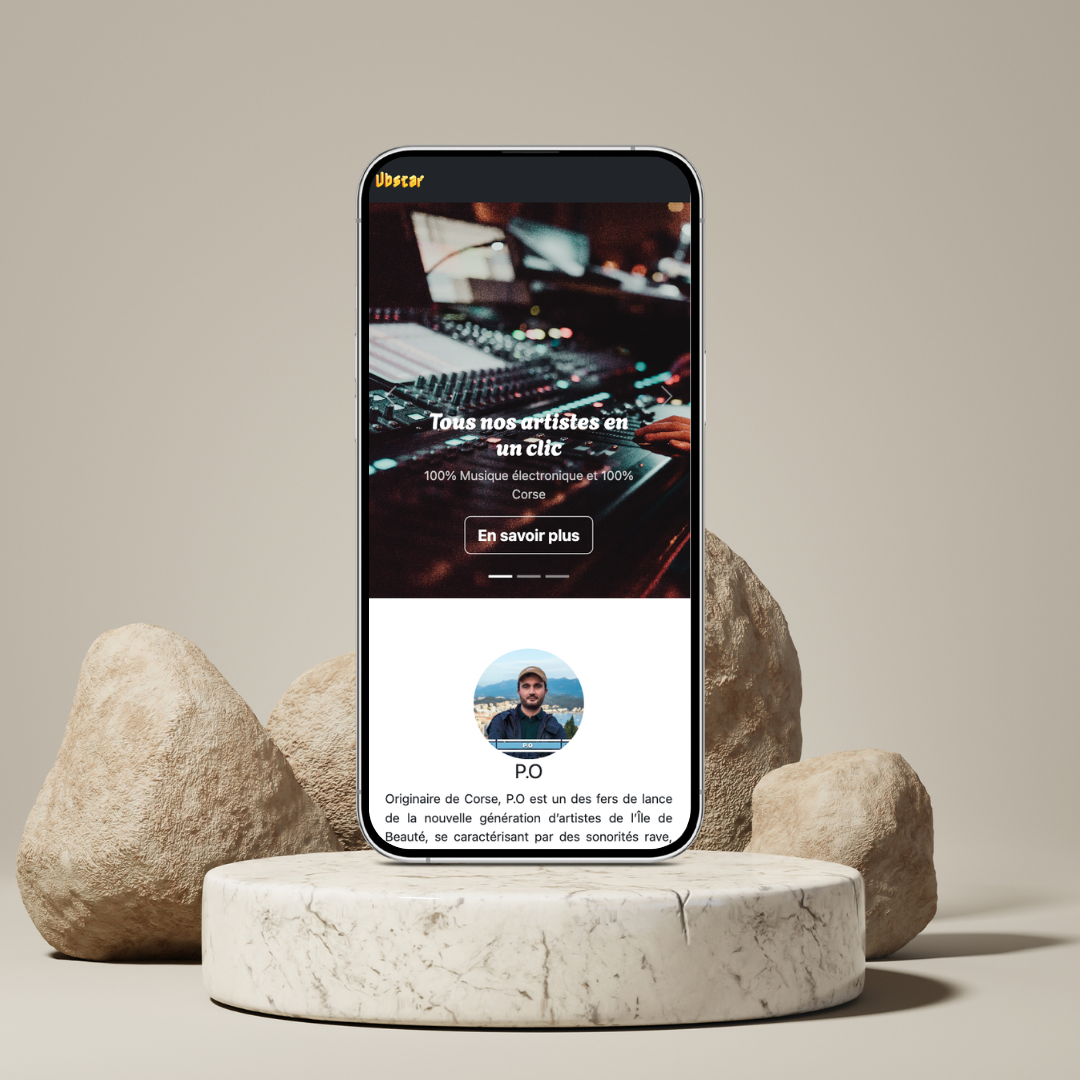 Ubstar
Tous nos artistes en
un clic
100% Musique électronique et 100%
Corse
En savoir plus
P.O
P.O
Originaire de Corse, P.O est un des fers de lance
de la nouvelle génération d'artistes de l'Île de
Beauté, se caractérisant par des sonorités rave,